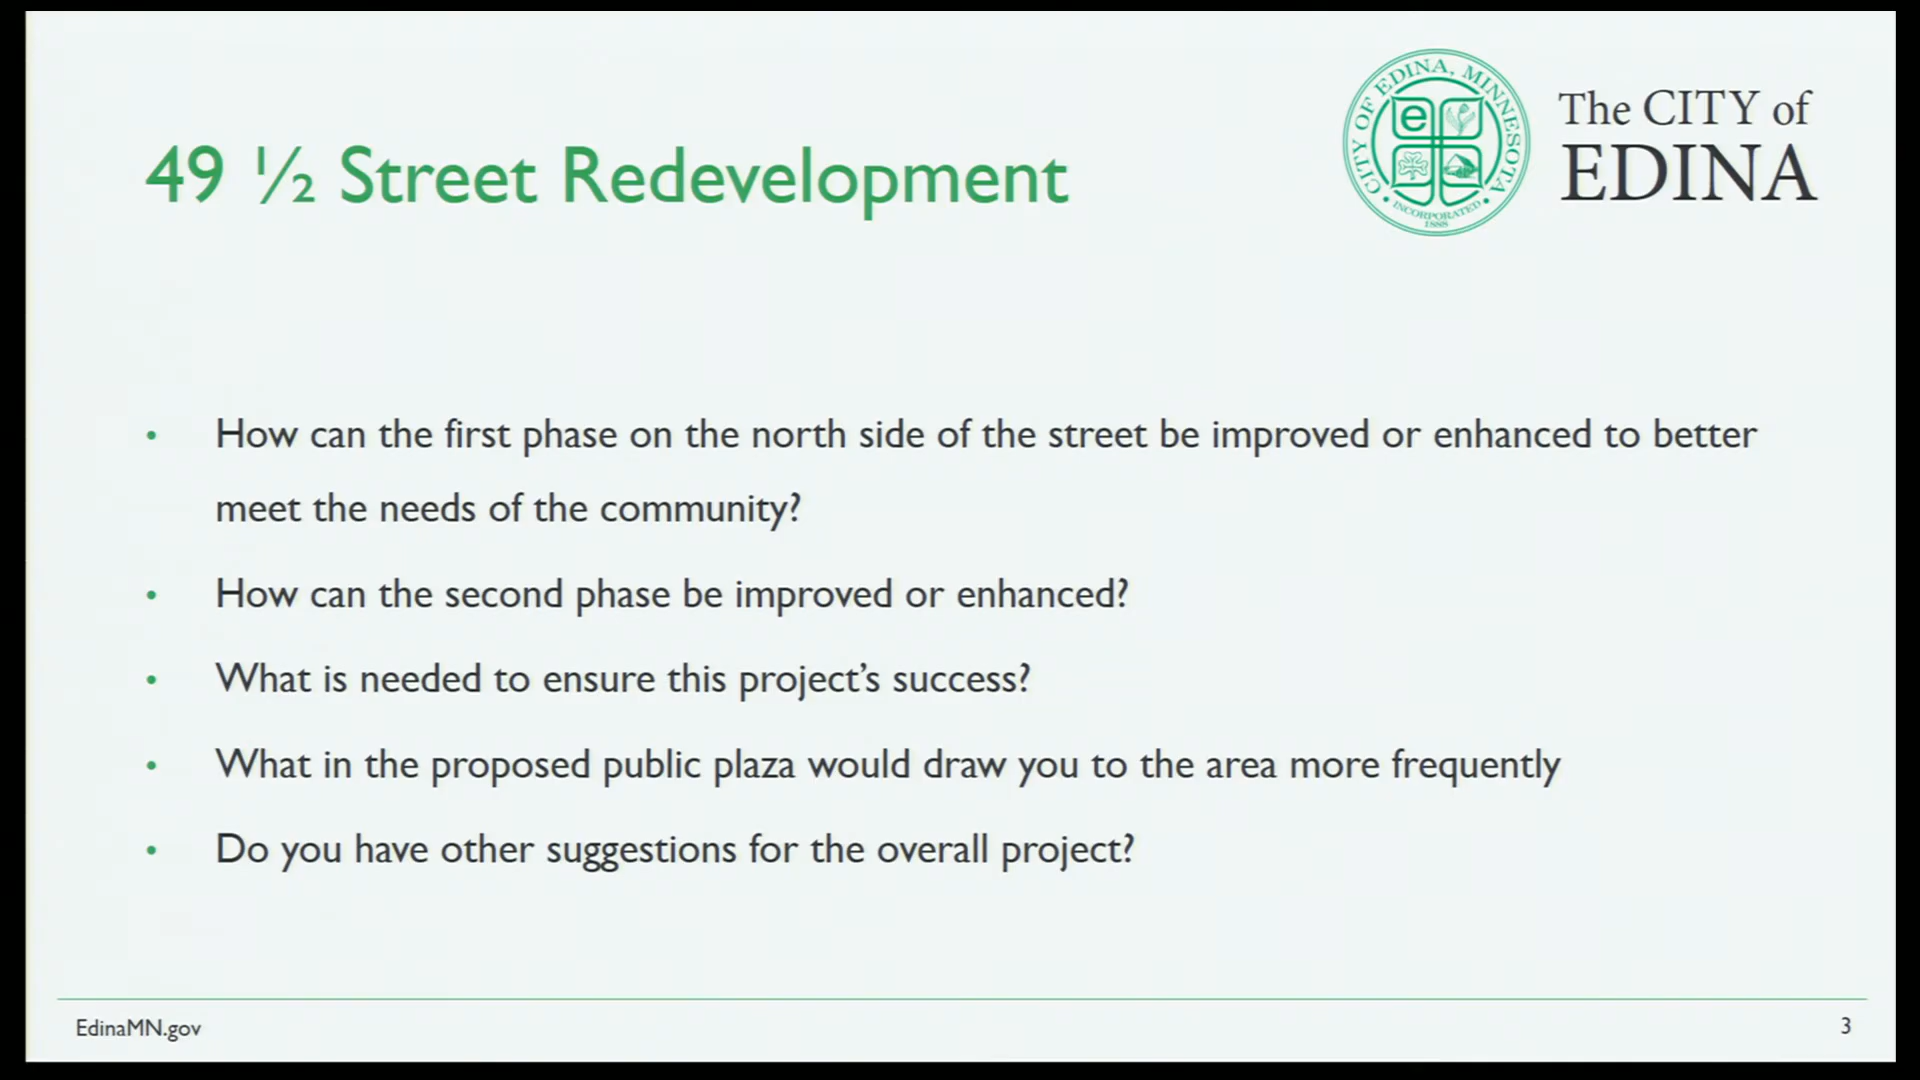 49 ½ Street Redevelopment
CITY OF EDINA, MINNESOTA
e
• INCORPORATED •
1888
The CITY of
EDINA
• How can the first phase on the north side of the street be improved or enhanced to better
meet the needs of the community?
• How can the second phase be improved or enhanced?
• What is needed to ensure this project’s success?
• What in the proposed public plaza would draw you to the area more frequently
• Do you have other suggestions for the overall project?
EdinaMN.gov
3